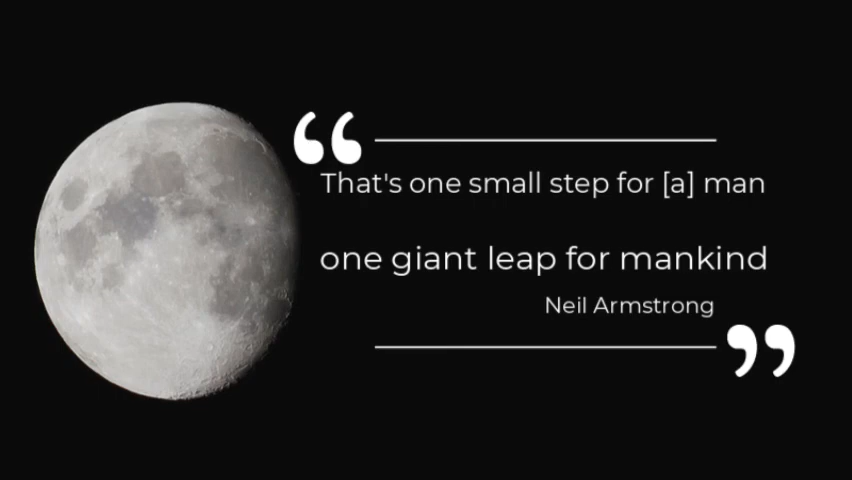 “
That's one small step for [a] man
one giant leap for mankind
Neil Armstrong
”